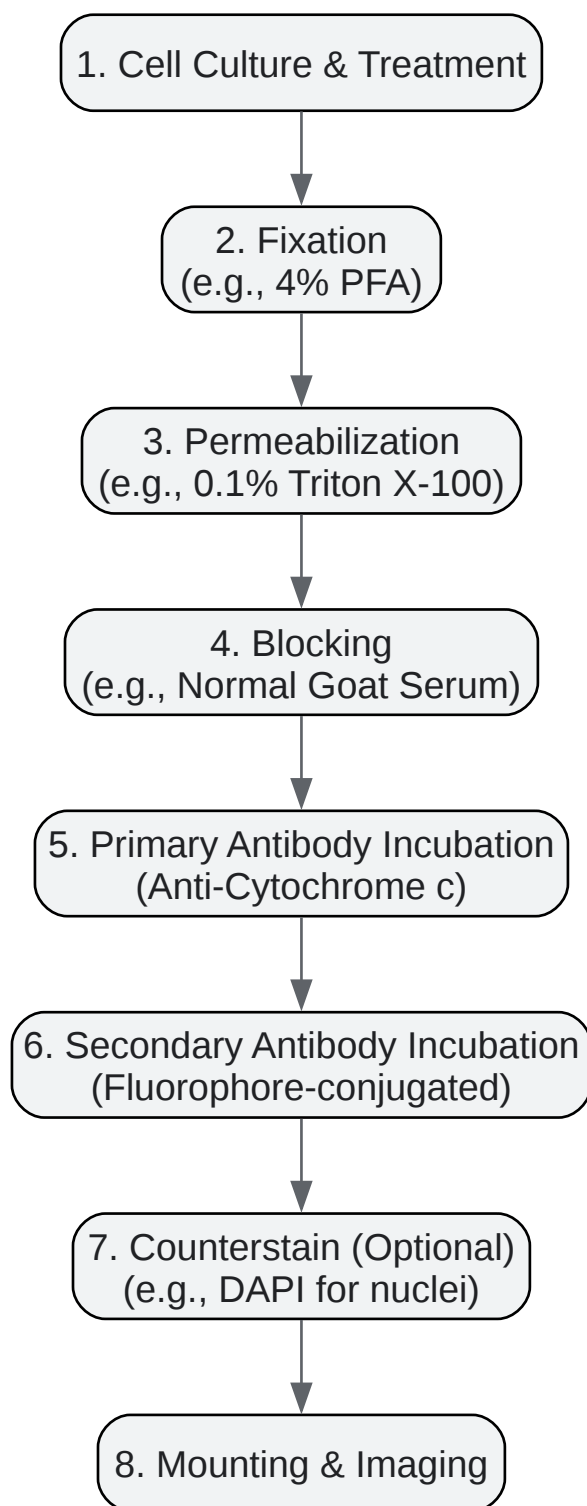 1. Cell Culture & Treatment
2. Fixation
(e.g., 4% PFA)
3. Permeabilization
(e.g., 0.1% Triton X-100)
4. Blocking
(e.g., Normal Goat Serum)
5. Primary Antibody Incubation
(Anti-Cytochrome c)
6. Secondary Antibody Incubation
(Fluorophore-conjugated)
7. Counterstain (Optional)
(e.g., DAPI for nuclei)
8. Mounting & Imaging